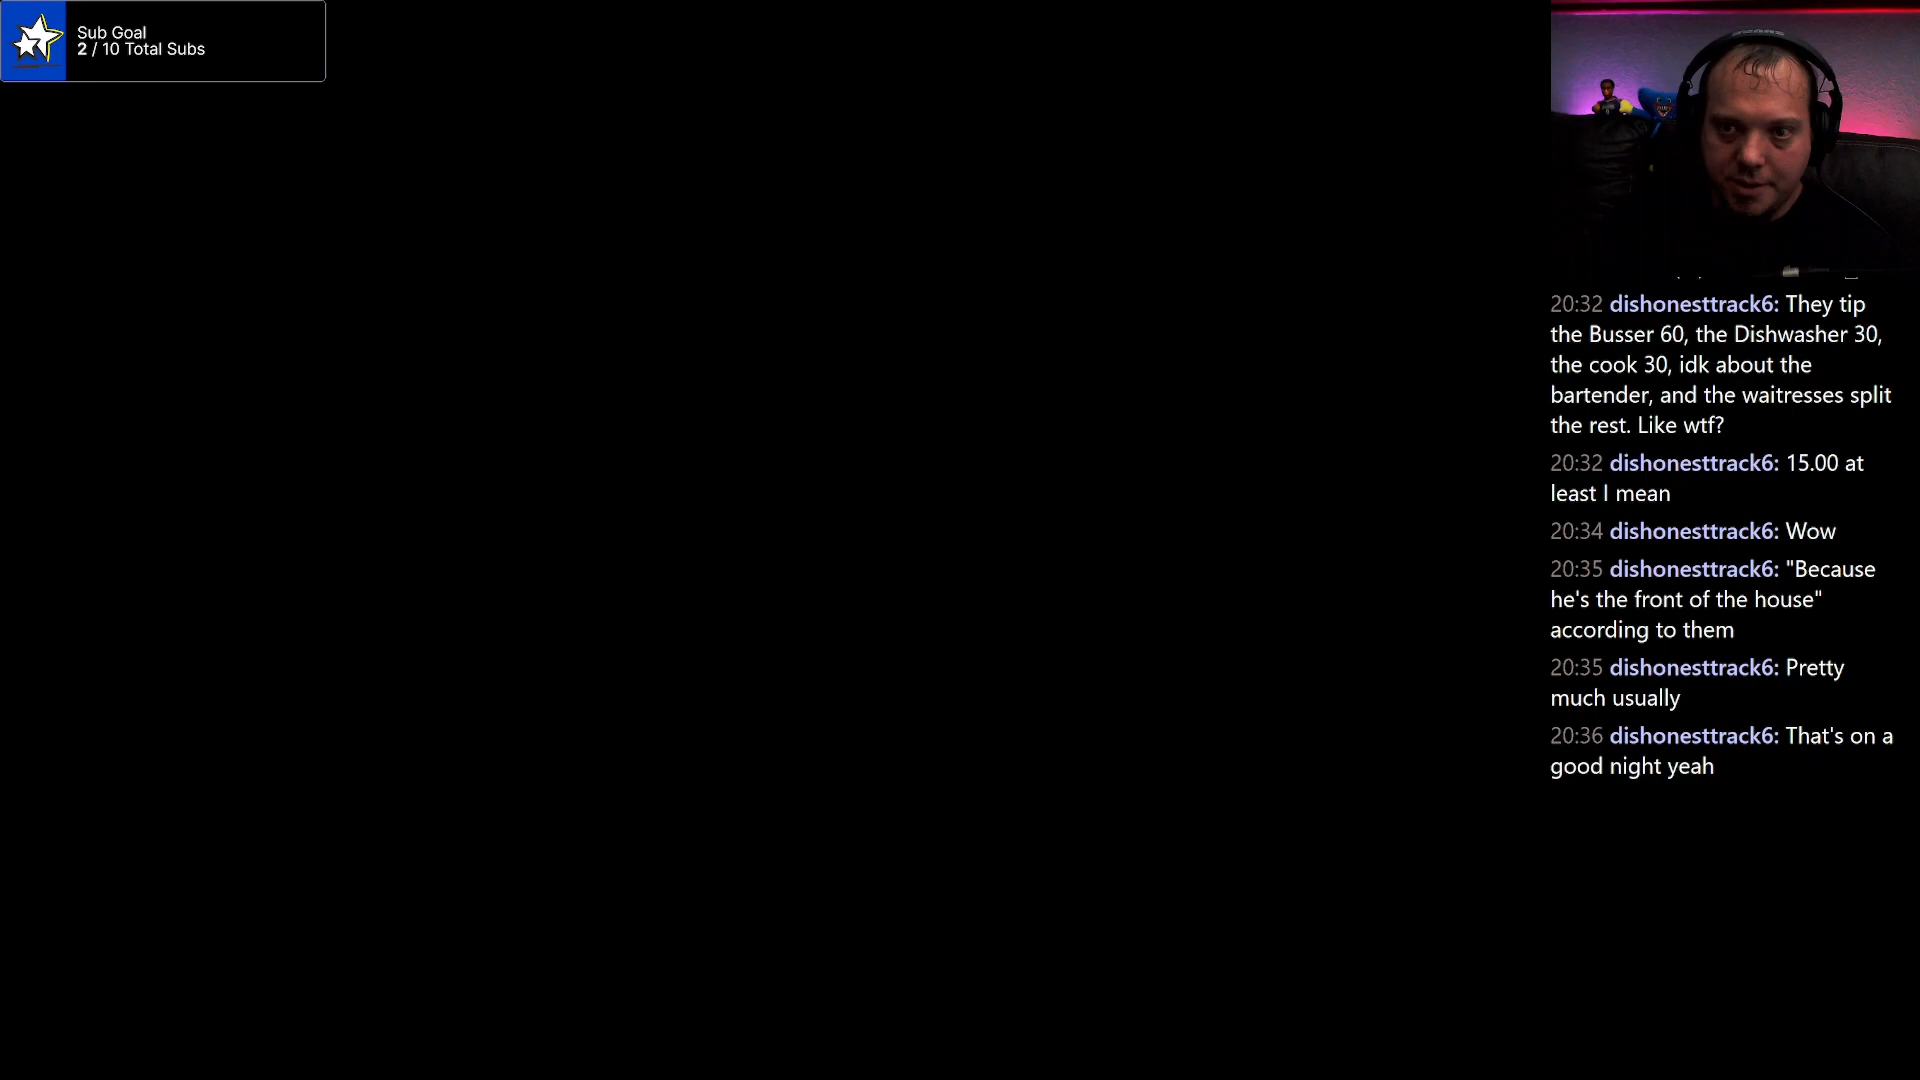 Sub Goal
2 / 10 Total Subs
20:32 dishonesttrack6: They tip
the Busser 60, the Dishwasher 30,
the cook 30, idk about the
bartender, and the waitresses split
the rest. Like wtf?
20:32 dishonesttrack6: 15.00 at
least I mean
20:34 dishonesttrack6: Wow
20:35 dishonesttrack6: "Because
he's the front of the house"
according to them
20:35 dishonesttrack6: Pretty
much usually
20:36 dishonesttrack6: That's on a
good night yeah